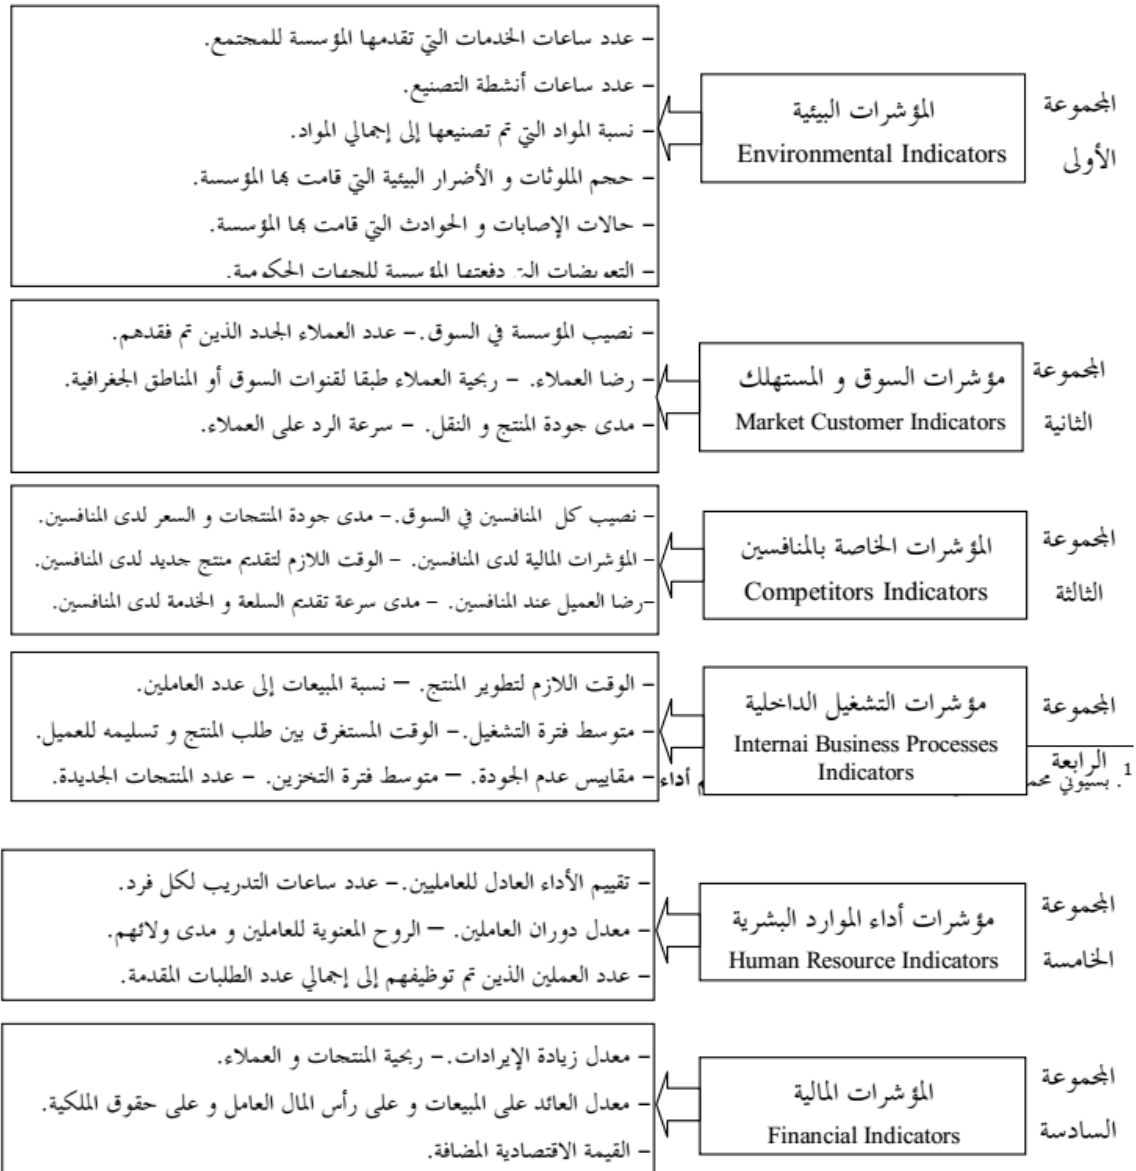 المجموعة
الأولى
المؤشرات البيئية
Environmental Indicators
– عدد ساعات الخدمات التي تقدمها المؤسسة للمجتمع.
– عدد ساعات أنشطة التصنيع.
– نسبة المواد التي تم تصنيعها إلى إجمالي المواد.
– حجم الملوثات و الأضرار البيئية التي قامت بها المؤسسة.
– حالات الإصابات و الحوادث التي قامت بها المؤسسة.
– التعويضات التي دفعتها المؤسسة للجهات الحكومية.
المجموعة
الثانية
مؤشرات السوق و المستهلك
Market Customer Indicators
– نصيب المؤسسة في السوق.– عدد العملاء الجدد الذين تم فقدهم.
– رضا العملاء. – ربحية العملاء طبقا لقنوات السوق أو المناطق الجغرافية.
– مدى جودة المنتج و النقل. – سرعة الرد على العملاء.
المجموعة
الثالثة
المؤشرات الخاصة بالمنافسين
Competitors Indicators
– نصيب كل المنافسين في السوق.– مدى جودة المنتجات و السعر لدى المنافسين.
– المؤشرات المالية لدى المنافسين. – الوقت اللازم لتقديم منتج جديد لدى المنافسين.
–رضا العميل عند المنافسين. – مدى سرعة تقديم السلعة و الخدمة لدى المنافسين.
المجموعة
الرابعة
مؤشرات التشغيل الداخلية
Internai Business Processes
Indicators
– الوقت اللازم لتطوير المنتج. – نسبة المبيعات إلى عدد العاملين.
– متوسط فترة التشغيل.– الوقت المستغرق بين طلب المنتج و تسليمه للعميل.
– مقاييس عدم الجودة. – متوسط فترة التخزين. – عدد المنتجات الجديدة.
1. بسيوني أداء
المجموعة
الخامسة
مؤشرات أداء الموارد البشرية
Human Resource Indicators
– تقييم الأداء العادل للعامليين.– عدد ساعات التدريب لكل فرد.
– معدل دوران العاملين. – الروح المعنوية للعاملين و مدى ولائهم.
– عدد العملين الذين تم توظيفهم إلى إجمالي عدد الطلبات المقدمة.
المجموعة
السادسة
المؤشرات المالية
Financial Indicators
– معدل زيادة الإيرادات.– ربحية المنتجات و العملاء.
– معدل العائد على المبيعات و على رأس المال العامل و على حقوق الملكية.
– القيمة الاقتصادية المضافة.